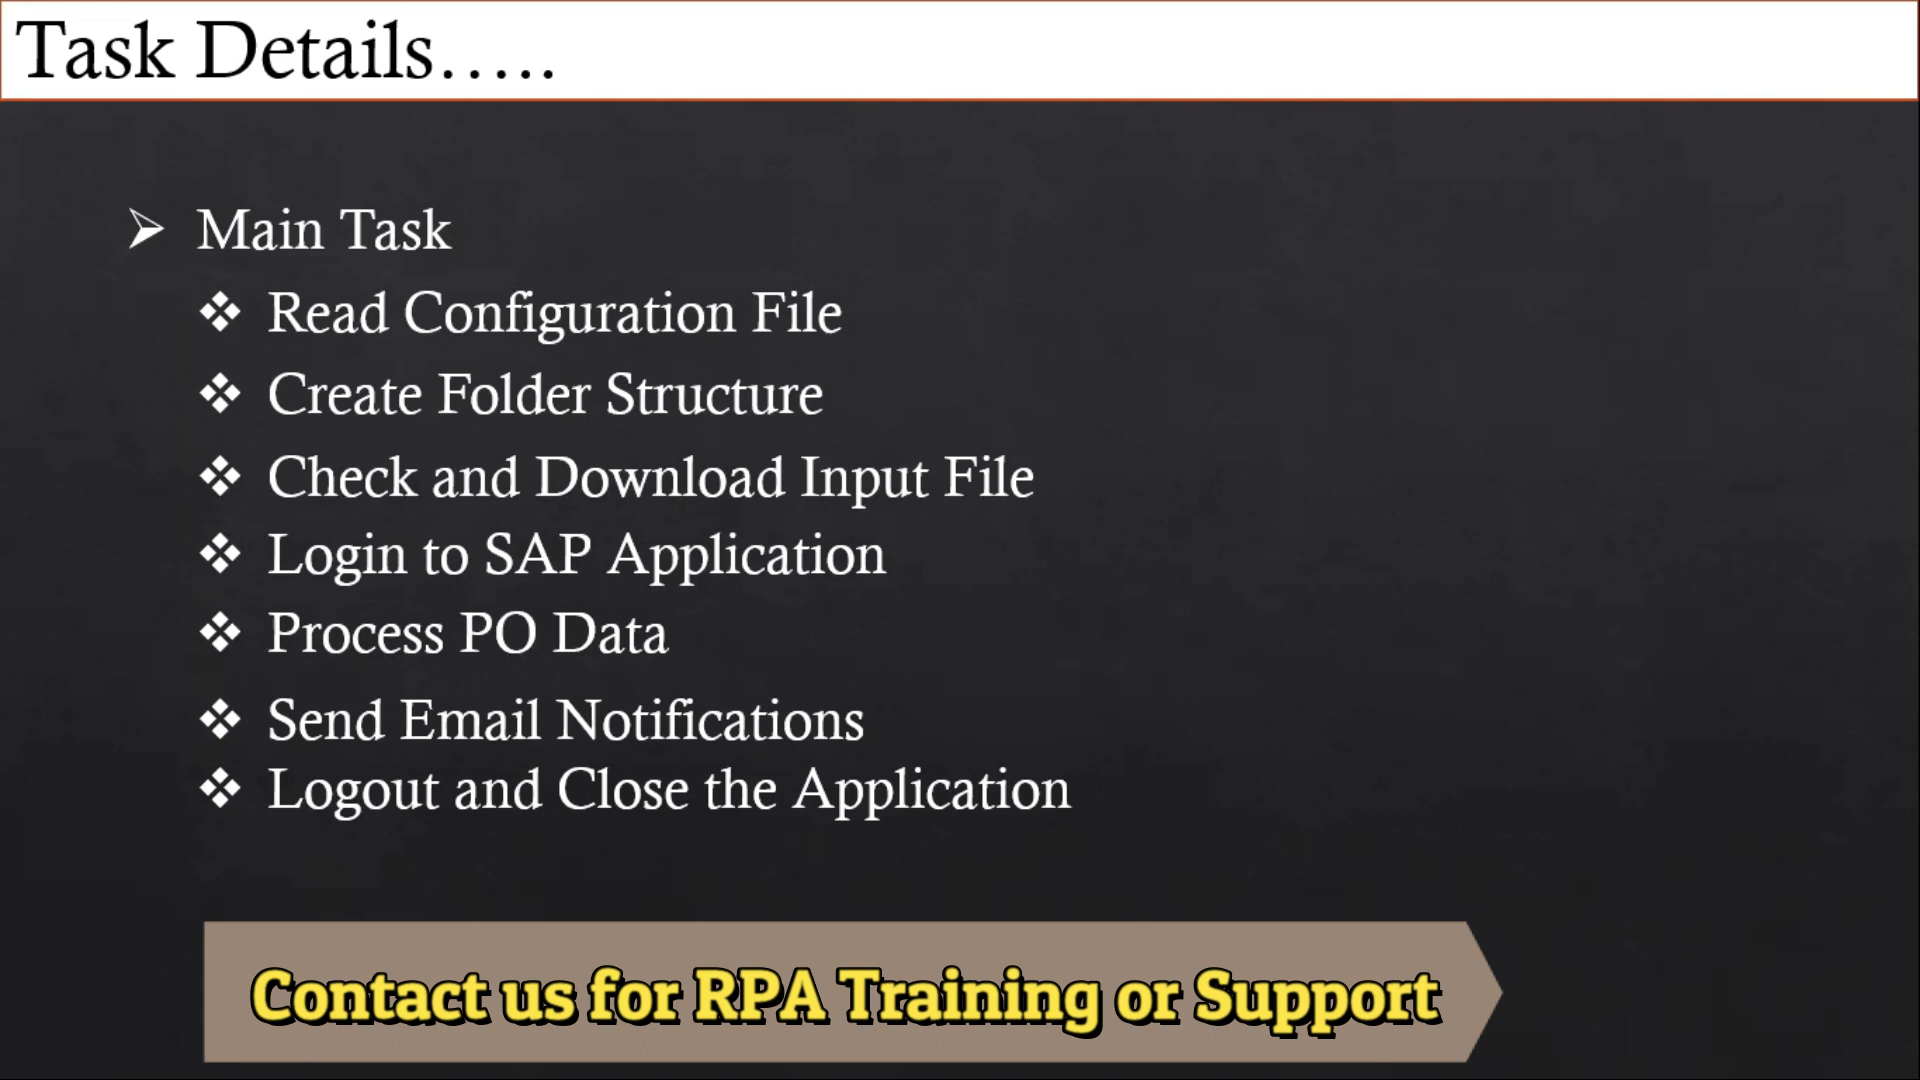 Task Details.....
Main Task
Read Configuration File
Create Folder Structure
Check and Download Input File
Login to SAP Application
Process PO Data
Send Email Notifications
Logout and Close the Application
Contact us for RPA Training or Support